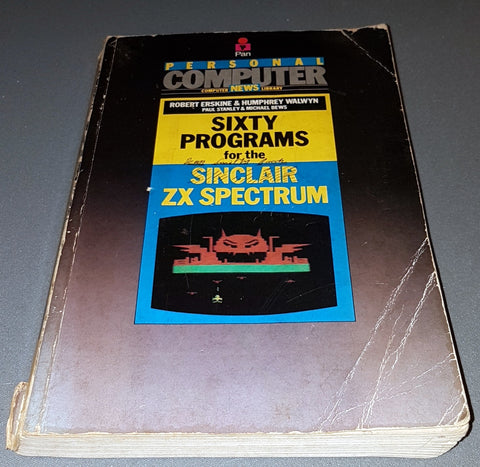 Pan
PERSONAL
COMPUTER
COMPUTER NEWS LIBRARY
ROBERT ERSKINE & HUMPHREY WALWYN
PAUL STANLEY & MICHAEL BEWS
SIXTY
PROGRAMS
for the
SINCLAIR
ZX SPECTRUM